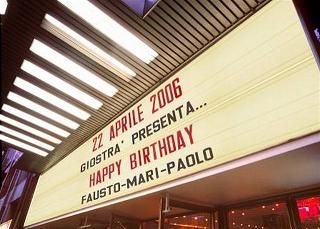 22 APRILE 2006
GIOSTRA' PRESENTA...
HAPPY BIRTHDAY
FAUSTO-MARI-PAOLO